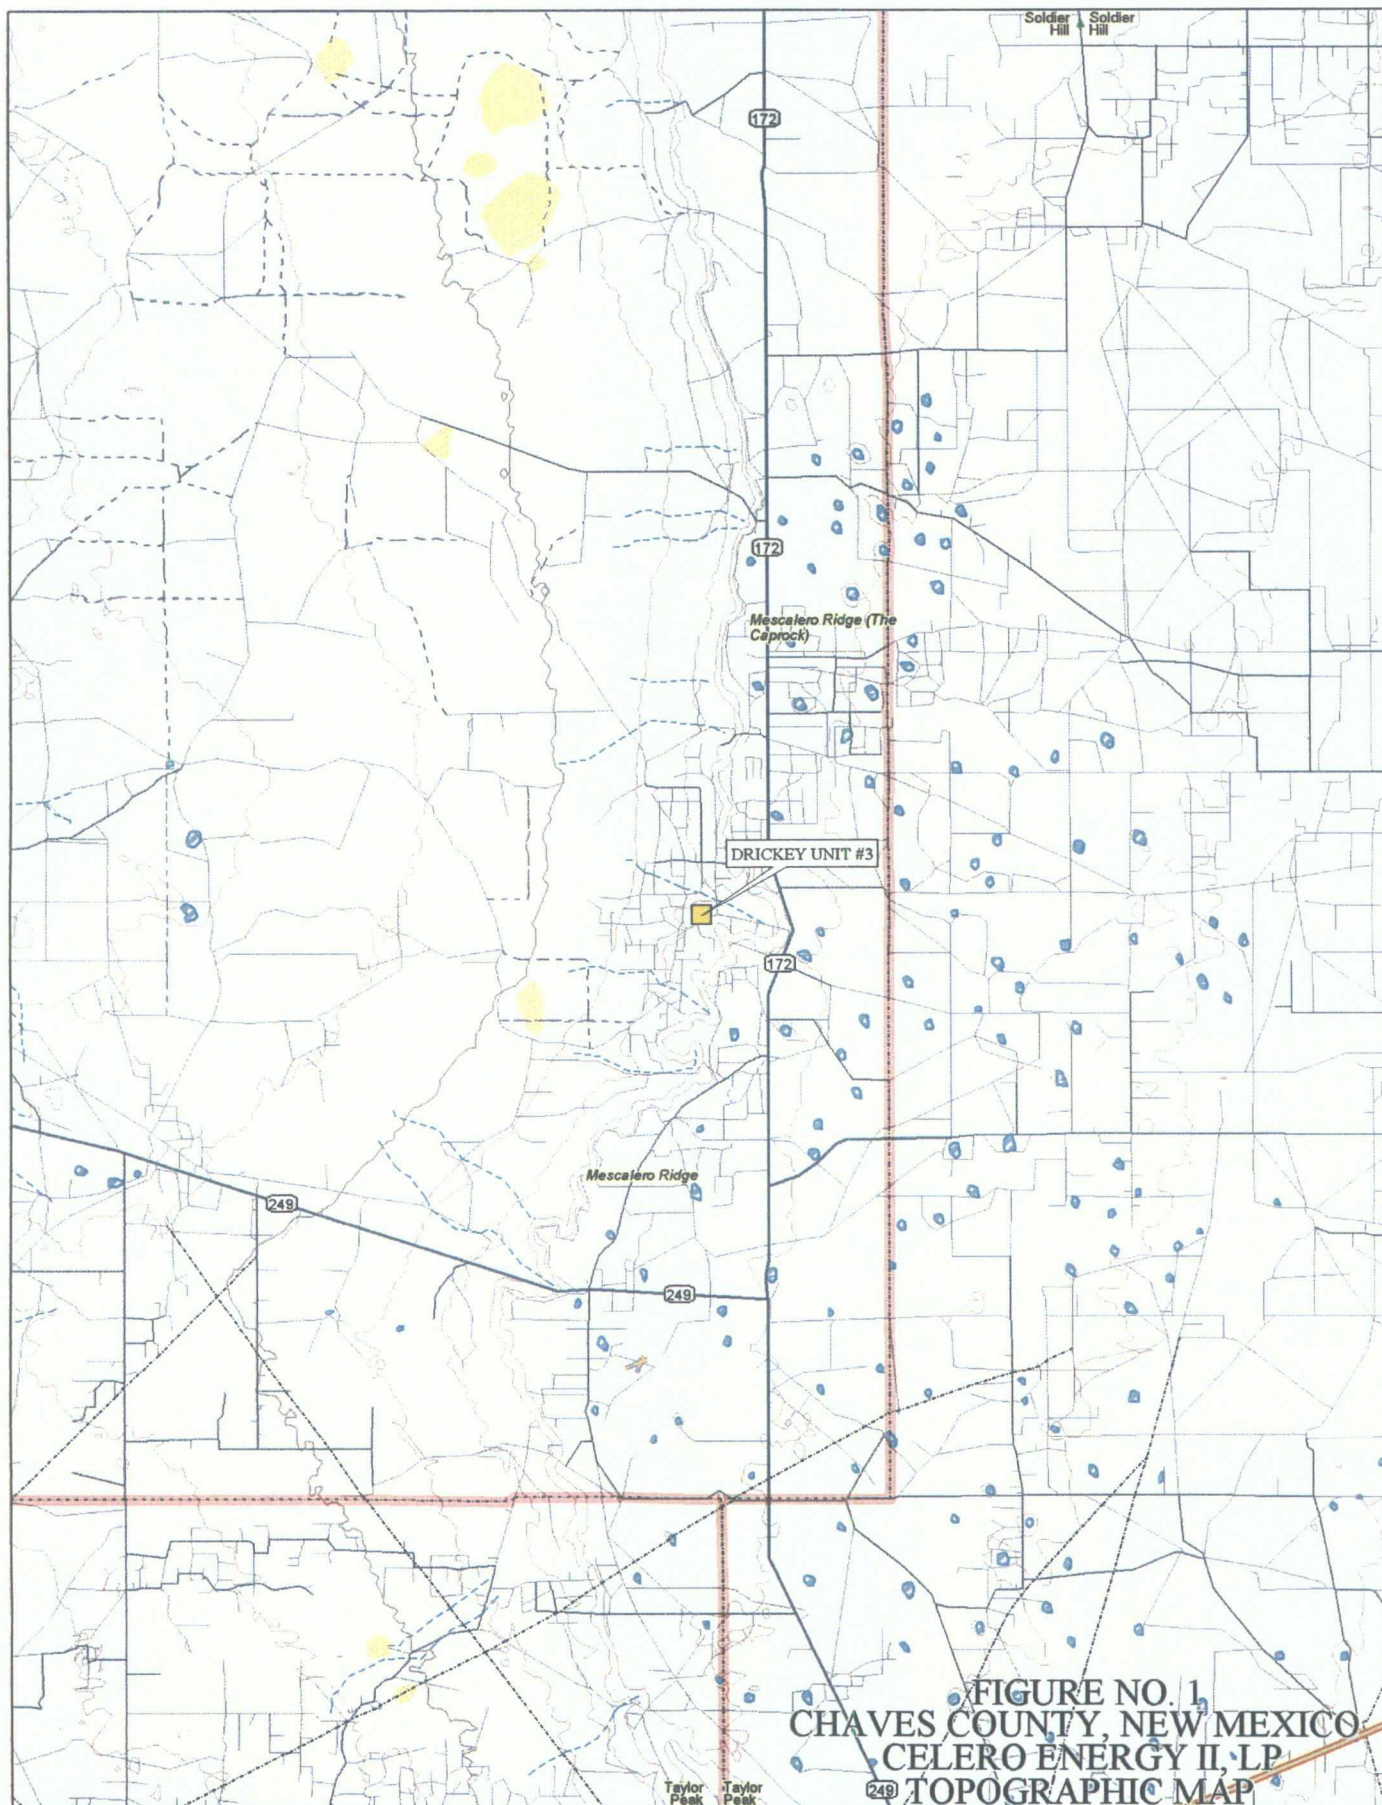 Soldier Hill
Soldier Hill
172
172
Mescalero Ridge (The
Caprock)
DRICKEY UNIT #3
172
Mescalero Ridge
249
249
FIGURE NO. 1
CHAVES COUNTY, NEW MEXICO
CELERO ENERGY II, LP
TOPOGRAPHIC MAP
249
Taylor Peak
Taylor Peak